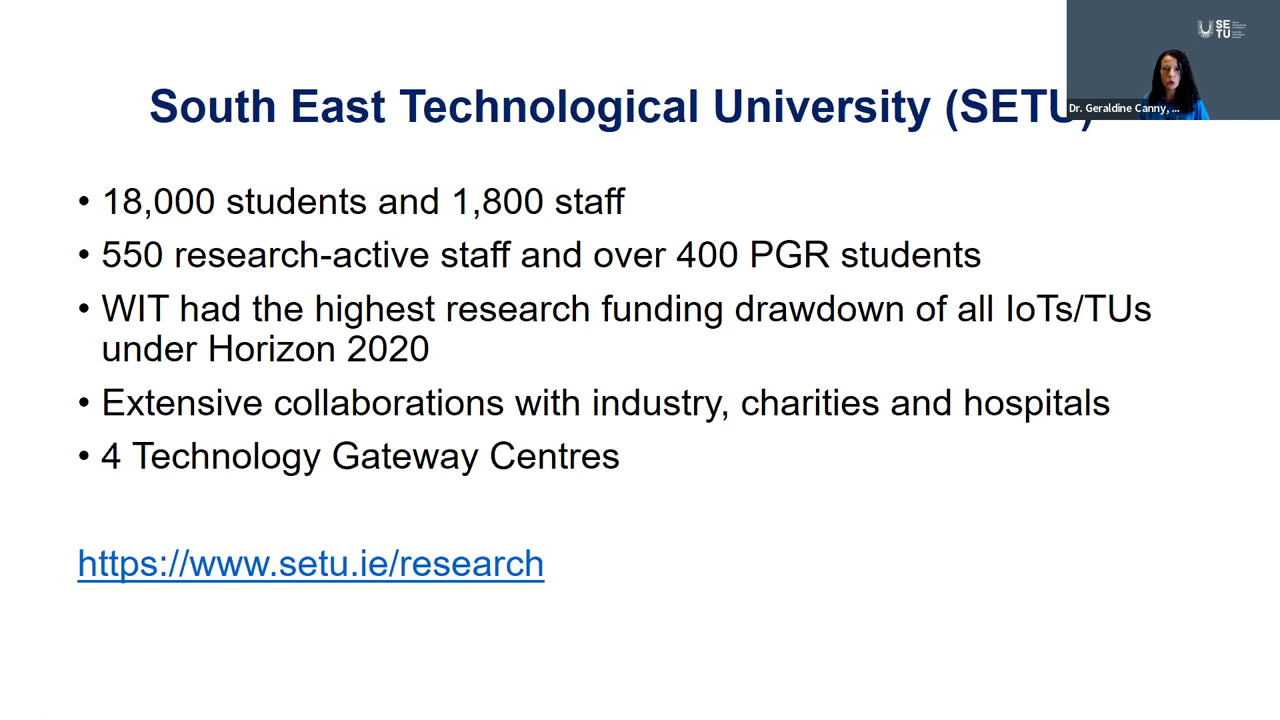 SE
TU
South East Technological University (SETU)
Dr. Geraldine Canny, ...
• 18,000 students and 1,800 staff
• 550 research-active staff and over 400 PGR students
• WIT had the highest research funding drawdown of all IoTs/TUs
under Horizon 2020
• Extensive collaborations with industry, charities and hospitals
• 4 Technology Gateway Centres
https://www.setu.ie/research